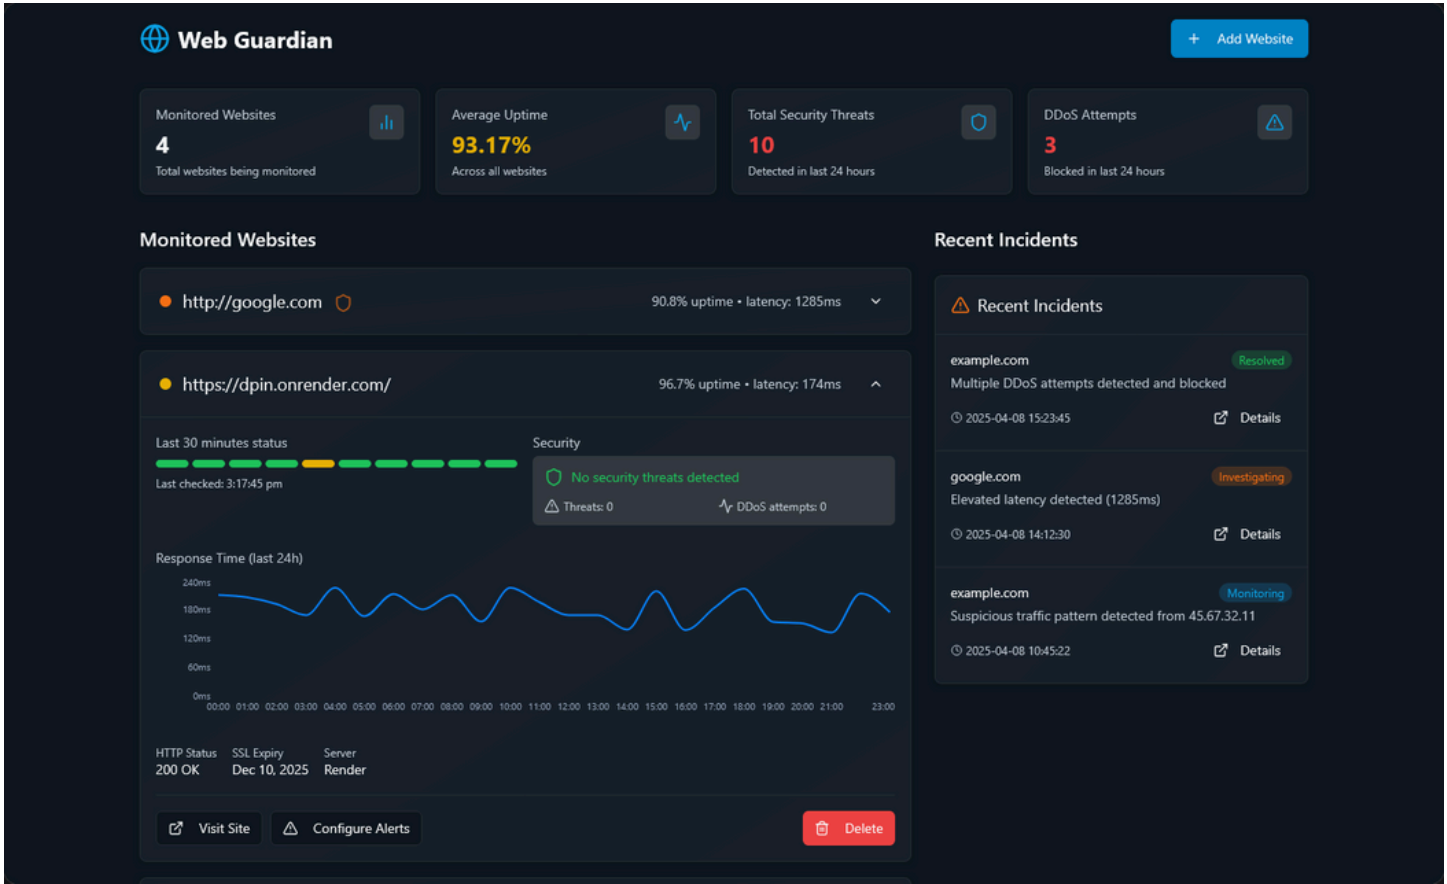 Web Guardian
+ Add Website
Monitored Websites
4
Total websites being monitored
Average Uptime
93.17%
Across all websites
Total Security Threats
10
Detected in last 24 hours
DDoS Attempts
3
Blocked in last 24 hours
Monitored Websites
http://google.com
90.8% uptime • latency: 1285ms
https://dpin.onrender.com/
96.7% uptime • latency: 174ms
Last 30 minutes status
Last checked: 3:17:45 pm
Security
No security threats detected
Threats: 0
DDoS attempts: 0
Response Time (last 24h)
240ms
180ms
120ms
60ms
0ms
00:00 01:00 02:00 03:00 04:00 05:00 06:00 07:00 08:00 09:00 10:00 11:00 12:00 13:00 14:00 15:00 16:00 17:00 18:00 19:00 20:00 21:00 23:00
HTTP Status
200 OK
SSL Expiry
Dec 10, 2025
Server
Render
Visit Site
Configure Alerts
Delete
Recent Incidents
Recent Incidents
example.com
Resolved
Multiple DDoS attempts detected and blocked
2025-04-08 15:23:45
Details
google.com
Investigating
Elevated latency detected (1285ms)
2025-04-08 14:12:30
Details
example.com
Monitoring
Suspicious traffic pattern detected from 45.67.32.11
2025-04-08 10:45:22
Details